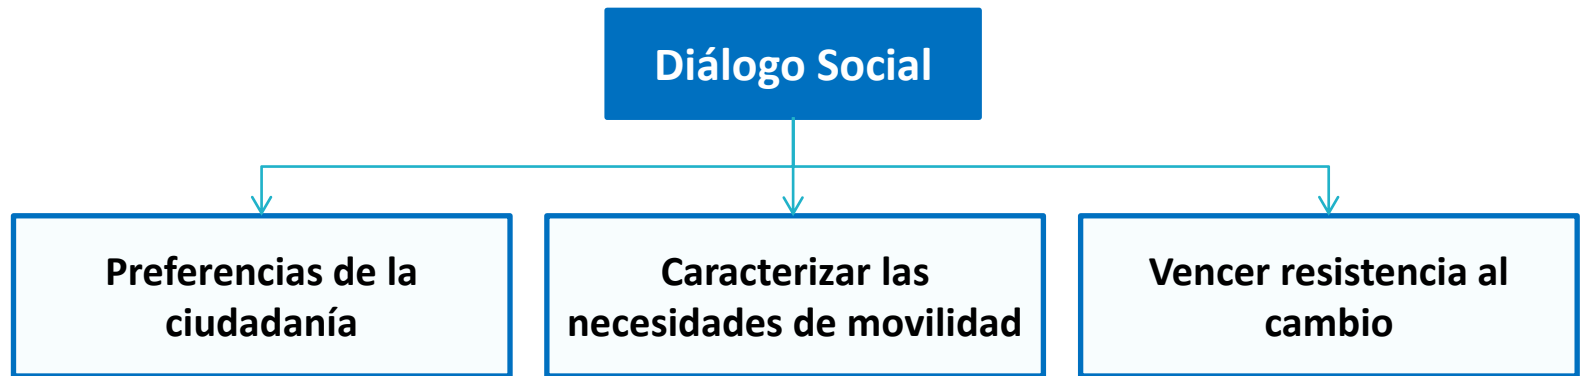 Diálogo Social
Preferencias de la
ciudadanía
Caracterizar las
necesidades de movilidad
Vencer resistencia al
cambio